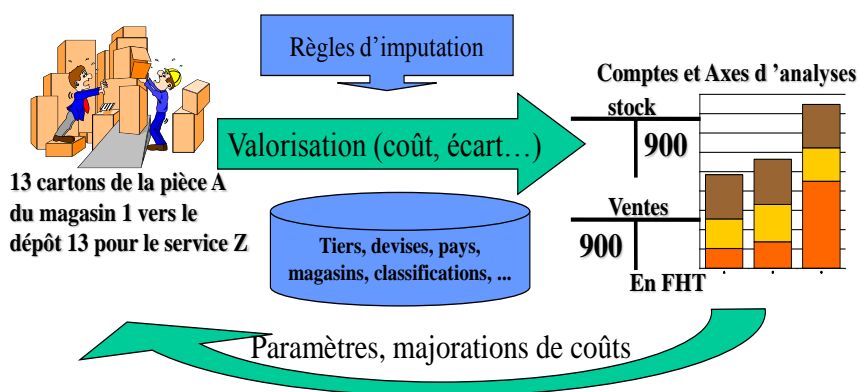 Règles d’imputation
Comptes et Axes d ’analyses
stock
900
Valorisation (coût, écart…)
13 cartons de la pièce A
du magasin 1 vers le
dépôt 13 pour le service Z
Tiers, devises, pays,
magasins, classifications, ...
Ventes
900
En FHT
Paramètres, majorations de coûts